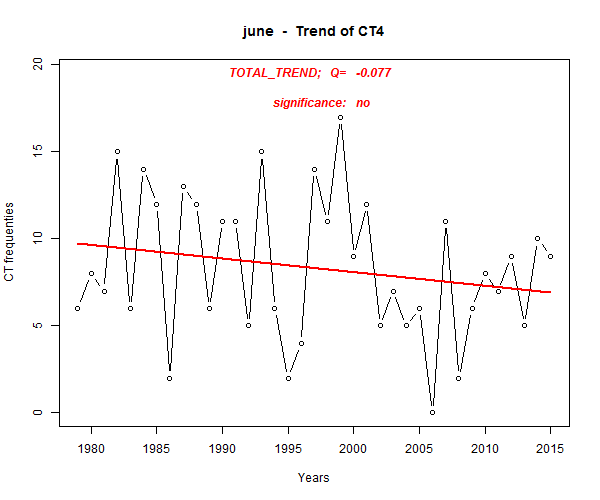 june - Trend of CT4
TOTAL_TREND; Q= -0.077
significance: no
CT frequenties
20
15
10
5
0
1980 1985 1990 1995 2000 2005 2010 2015
Years